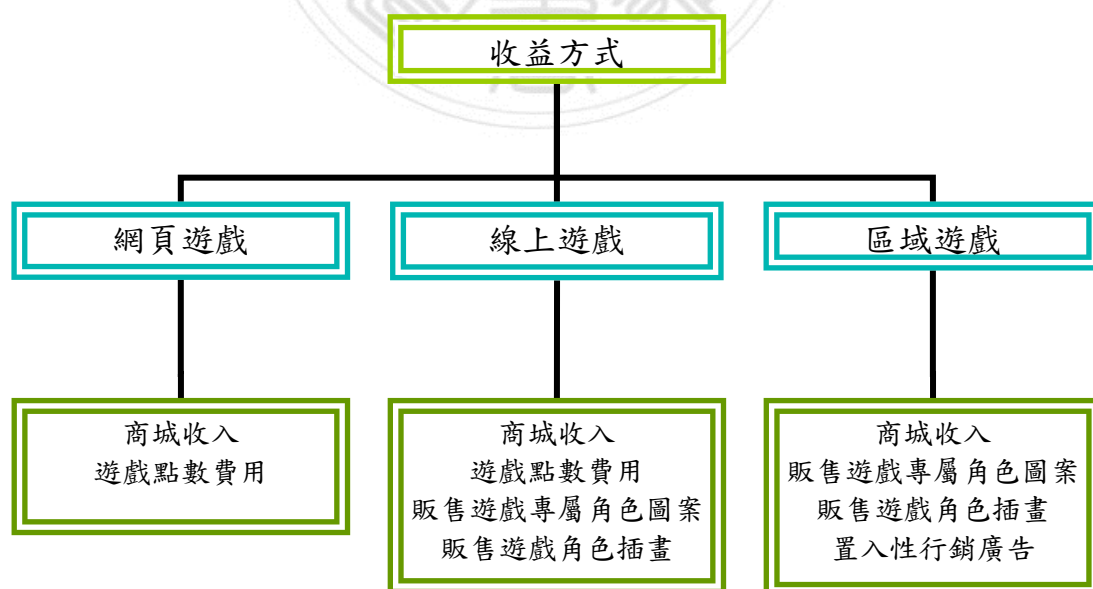 收益方式
網頁遊戲
線上遊戲
區域遊戲
商城收入
遊戲點數費用
商城收入
遊戲點數費用
販售遊戲專屬角色圖案
販售遊戲角色插畫
商城收入
販售遊戲專屬角色圖案
販售遊戲角色插畫
置入性行銷廣告